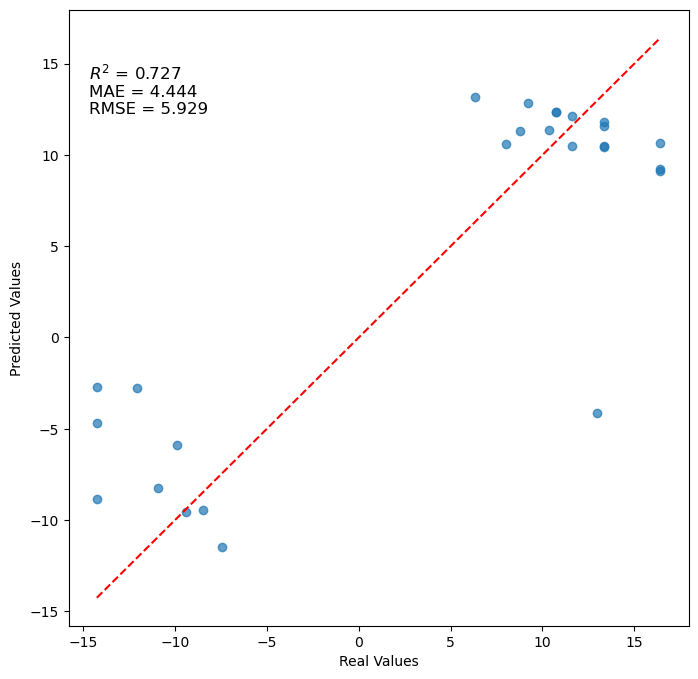 R² = 0.727
MAE = 4.444
RMSE = 5.929
15
10
5
0
−5
−10
−15
Predicted Values
−15 −10 −5 0 5 10 15
Real Values